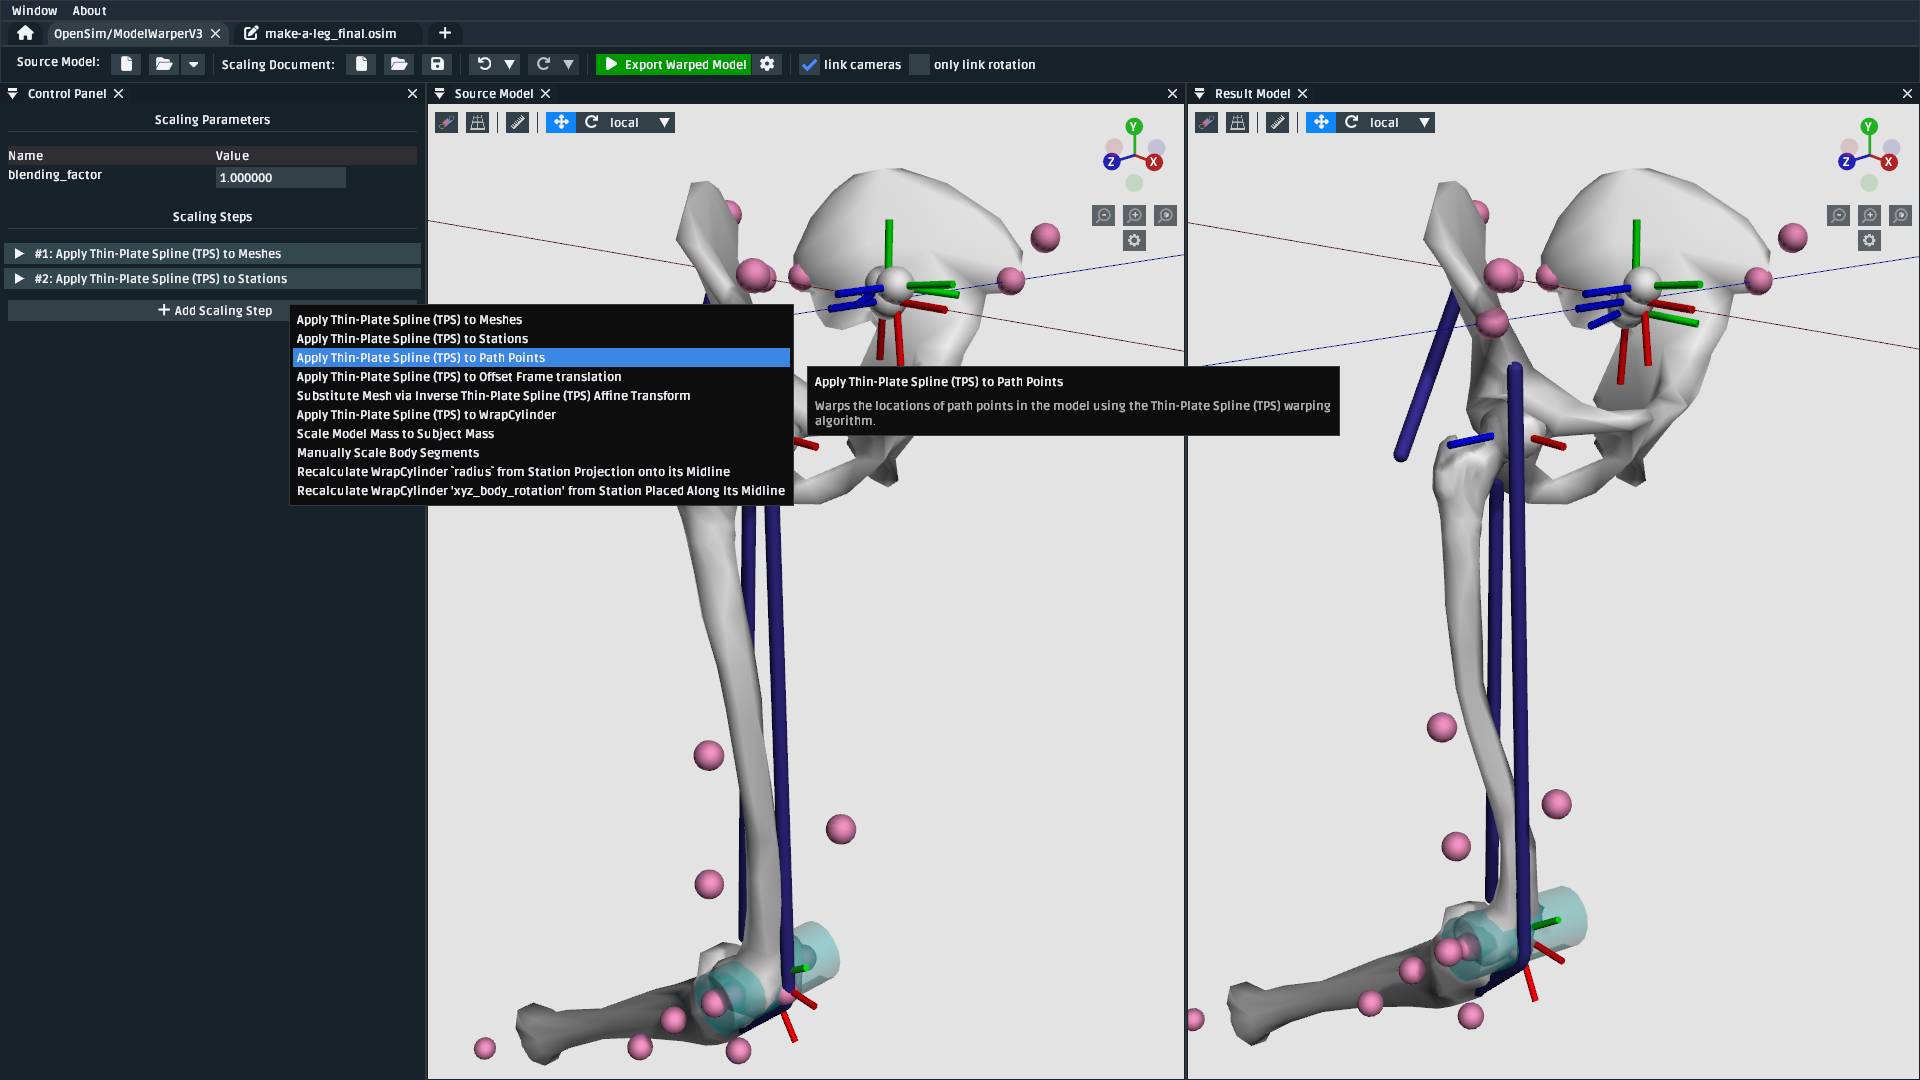 Window About
OpenSim/ModelWarperV3 make-a-leg_final.osim
Source Model: Scaling Document: Export Warped Model link cameras only link rotation
Control Panel
Scaling Parameters
Name Value
blending_factor 1.000000
Scaling Steps
#1: Apply Thin-Plate Spline (TPS) to Meshes
#2: Apply Thin-Plate Spline (TPS) to Stations
Add Scaling Step
Apply Thin-Plate Spline (TPS) to Meshes
Apply Thin-Plate Spline (TPS) to Stations
Apply Thin-Plate Spline (TPS) to Path Points
Apply Thin-Plate Spline (TPS) to Offset Frame translation
Substitute Mesh via Inverse Thin-Plate Spline (TPS) Affine Transform
Apply Thin-Plate Spline (TPS) to WrapCylinder
Scale Model Mass to Subject Mass
Manually Scale Body Segments
Recalculate WrapCylinder `radius` from Station Projection onto its Midline
Recalculate WrapCylinder 'xyz_body_rotation' from Station Placed Along Its Midline
Apply Thin-Plate Spline (TPS) to Path Points
Warps the locations of path points in the model using the Thin-Plate Spline (TPS) warping
algorithm.
Source Model
local
Y
Z X
Result Model
local
Y
Z X